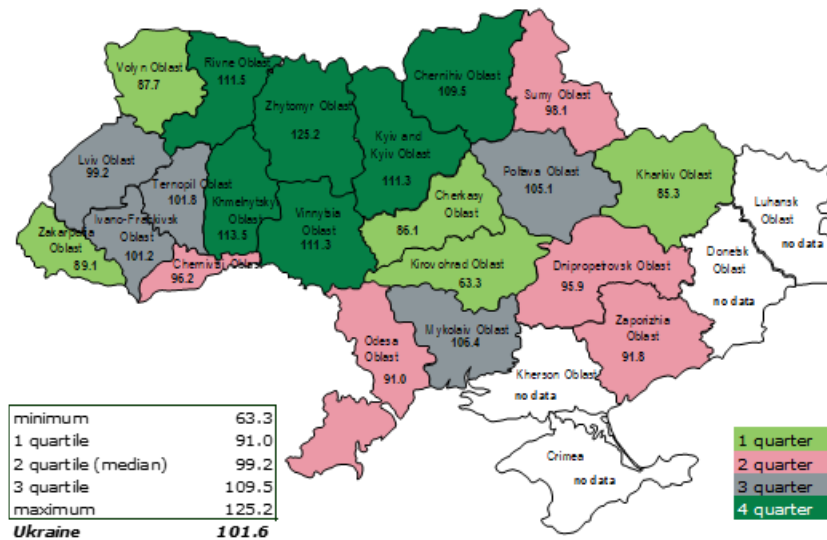 Volyn Oblast
87.7
Rivne Oblast
111.5
Zhytomyr Oblast
125.2
Kyiv and
Kyiv Oblast
111.3
Chernihiv Oblast
109.5
Sumy Oblast
98.1
Lviv Oblast
99.2
Ternopil Oblast
101.8
Khmelnytsky
Oblast
113.5
Vinnytsia
Oblast
111.3
Cherkasy
Oblast
86.1
Poltava Oblast
105.1
Kharkiv Oblast
85.3
Luhansk
Oblast
no data
Zakarpattia
Oblast
89.1
Ivano-Frankivsk
Oblast
101.2
Chernivtsi Oblast
96.2
Kirovohrad Oblast
63.3
Dnipropetrovsk Oblast
95.9
Donetsk
Oblast
no data
Odesa
Oblast
91.0
Mykolaiv Oblast
106.4
Zaporizhia
Oblast
91.8
Kherson Oblast
no data
Crimea
no data
minimum 63.3
1 quartile 91.0
2 quartile (median) 99.2
3 quartile 109.5
maximum 125.2
Ukraine 101.6
1 quarter
2 quarter
3 quarter
4 quarter